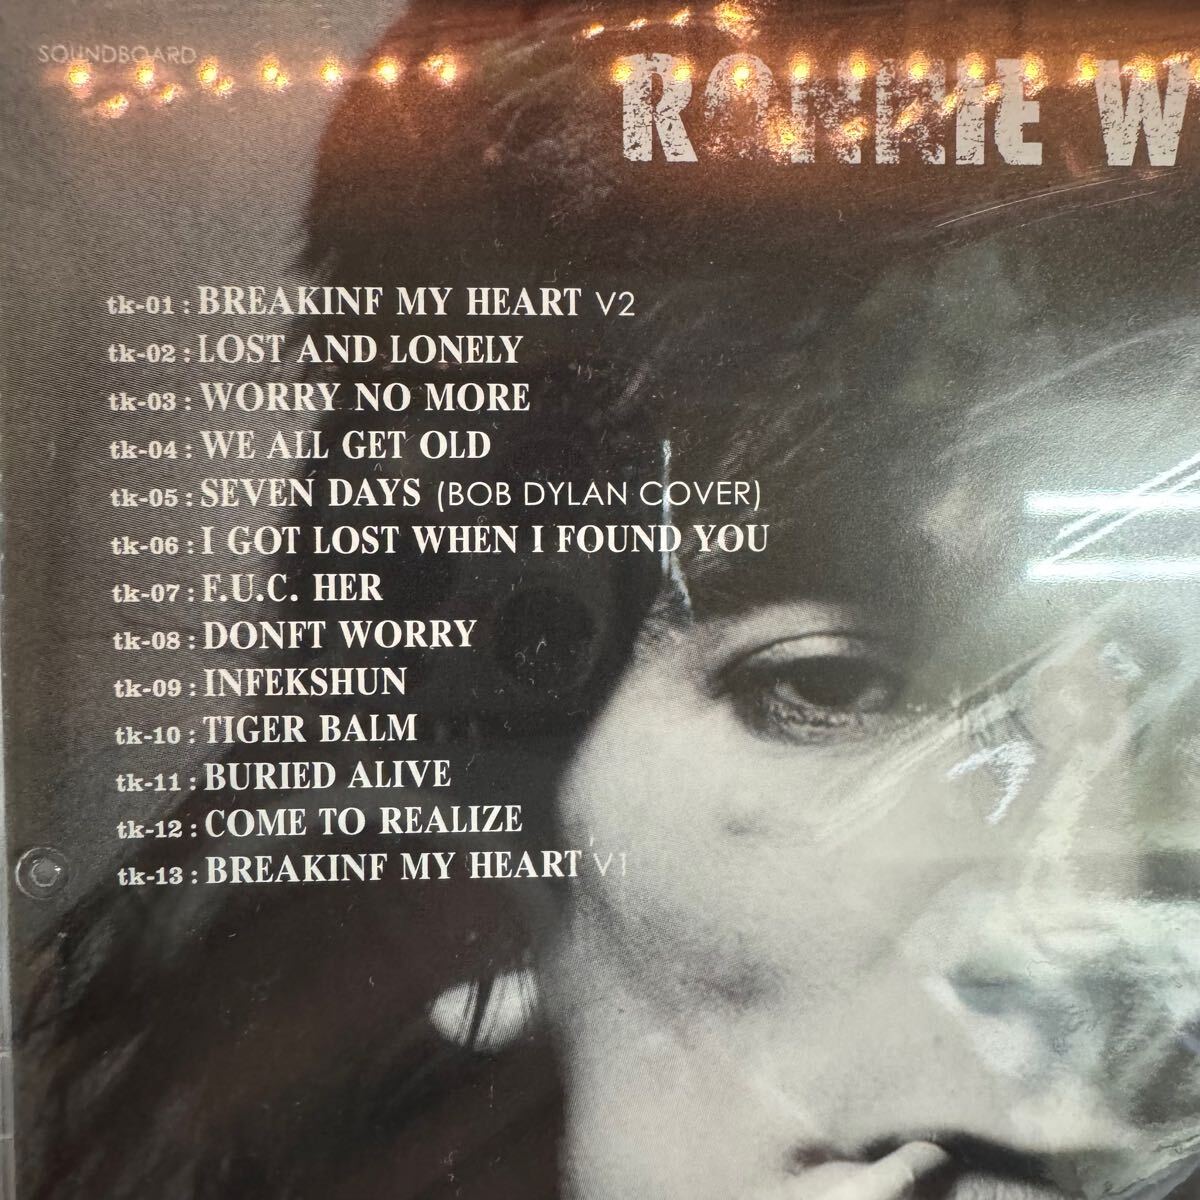 SOUNDBOARD
RONNIE W
tk-01 : BREAKINF MY HEART V2
tk-02 : LOST AND LONELY
tk-03 : WORRY NO MORE
tk-04 : WE ALL GET OLD
tk-05 : SEVEN DAYS (BOB DYLAN COVER)
tk-06 : I GOT LOST WHEN I FOUND YOU
tk-07 : F.U.C. HER
tk-08 : DONFT WORRY
tk-09 : INFEKSHUN
tk-10 : TIGER BALM
tk-11 : BURIED ALIVE
tk-12 : COME TO REALIZE
tk-13 : BREAKINF MY HEART V1